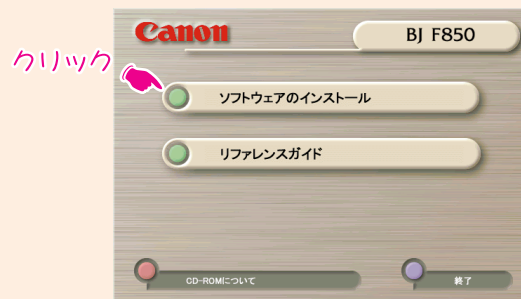 Canon
BJ F850
クリック
ソフトウェアのインストール
リファレンスガイド
CD-ROMについて
終了